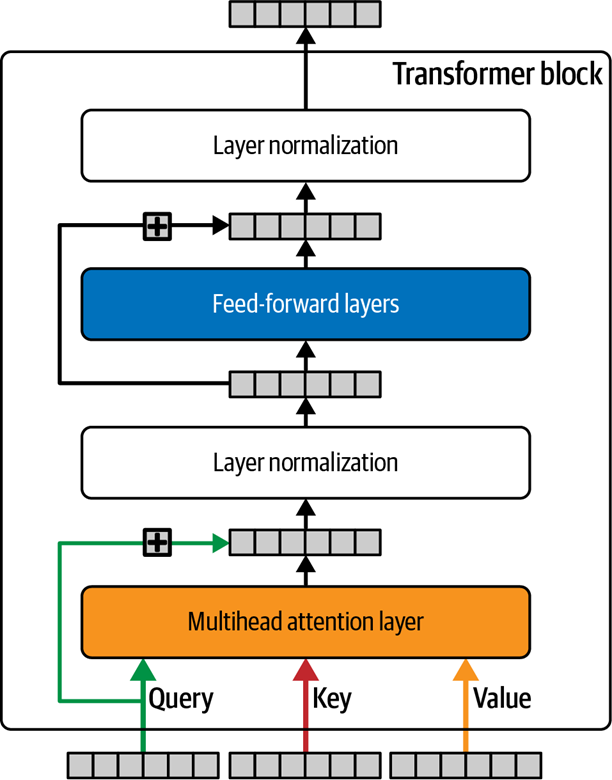 Transformer block
Layer normalization
+
Feed-forward layers
Layer normalization
+
Multihead attention layer
Query
Key
Value